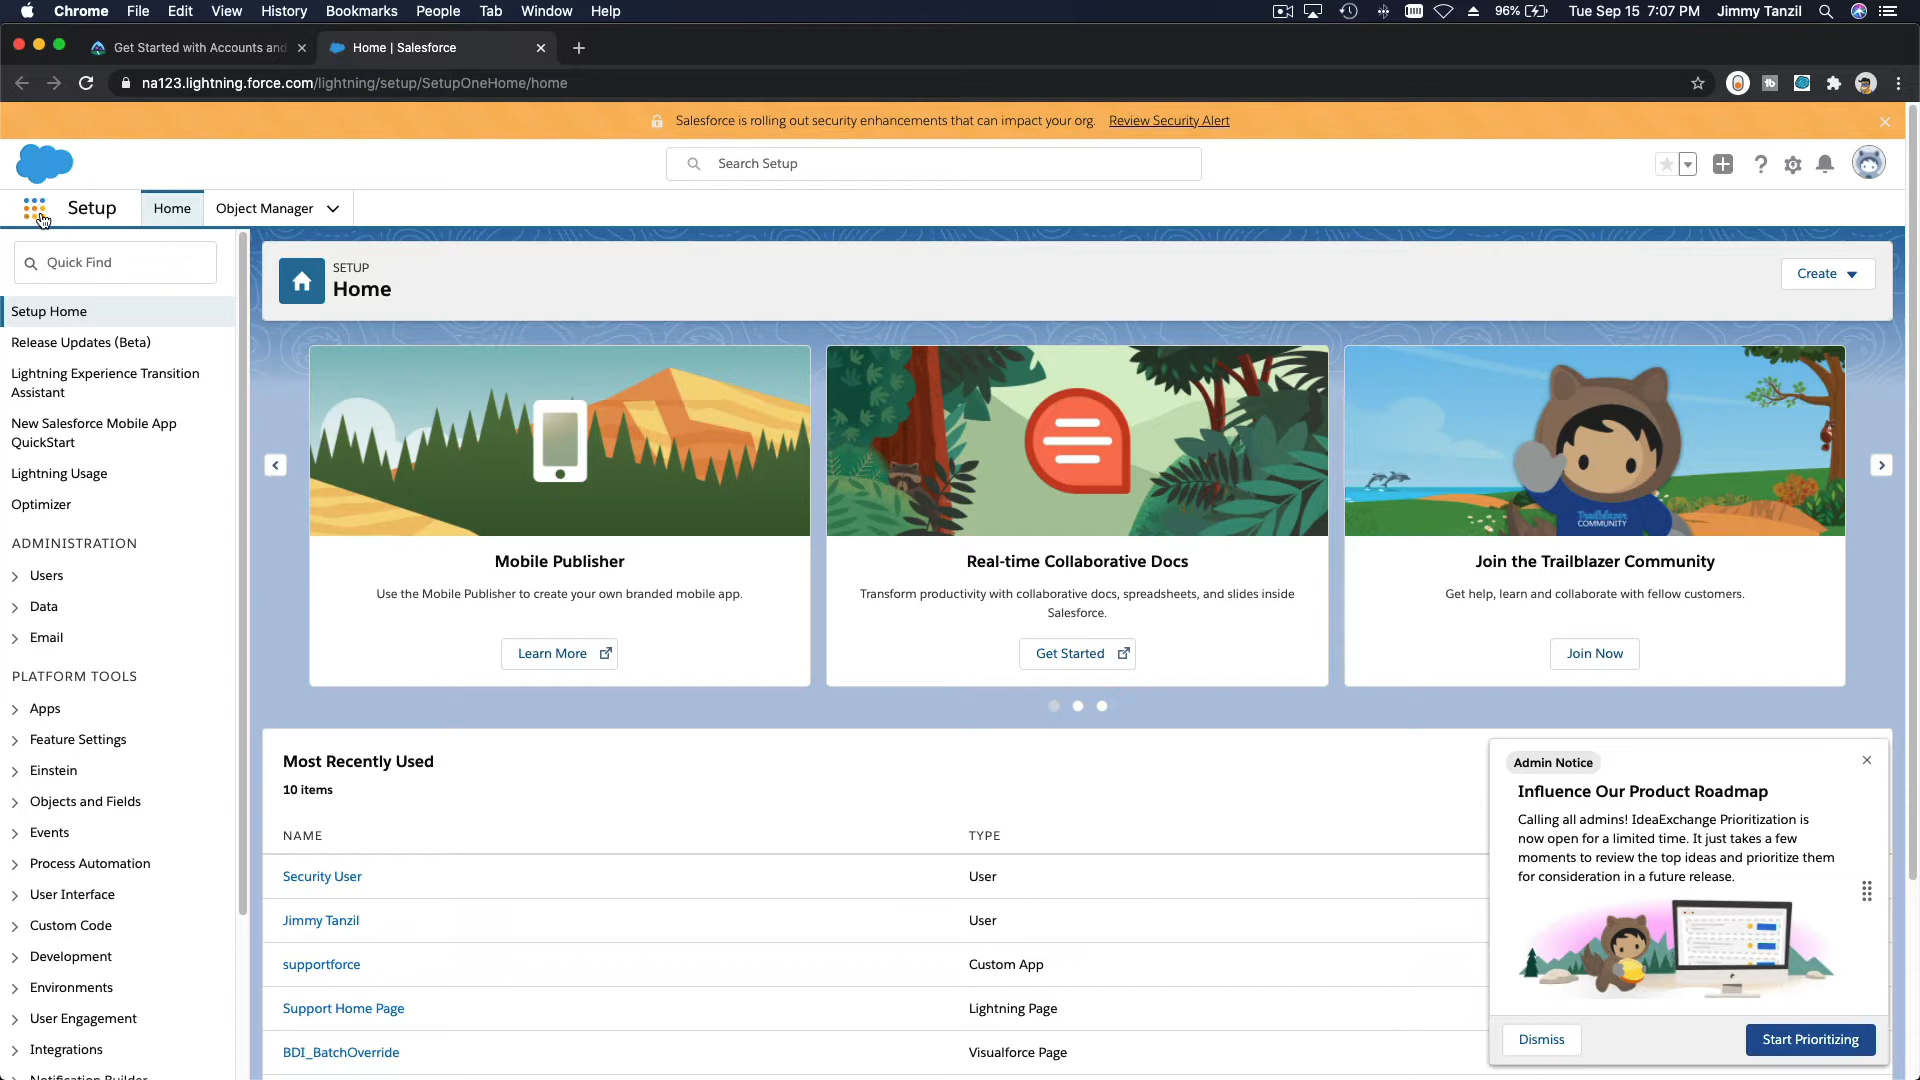 Chrome File Edit View History Bookmarks People Tab Window Help 96% Tue Sep 15 7:07 PM Jimmy Tanzil
Get Started with Accounts and Home | Salesforce
na123.lightning.force.com/lightning/setup/SetupOneHome/home
Salesforce is rolling out security enhancements that can impact your org. Review Security Alert
Search Setup
Setup Home Object Manager
Quick Find
Setup Home
Release Updates (Beta)
Lightning Experience Transition
Assistant
New Salesforce Mobile App
QuickStart
Lightning Usage
Optimizer
ADMINISTRATION
Users
Data
Email
PLATFORM TOOLS
Apps
Feature Settings
Einstein
Objects and Fields
Events
Process Automation
User Interface
Custom Code
Development
Environments
User Engagement
Integrations
Notification Builder
SETUP
Home
Create
Trailblazer
COMMUNITY
Mobile Publisher
Use the Mobile Publisher to create your own branded mobile app.
Learn More
Real-time Collaborative Docs
Transform productivity with collaborative docs, spreadsheets, and slides inside
Salesforce.
Get Started
Join the Trailblazer Community
Get help, learn and collaborate with fellow customers.
Join Now
Most Recently Used
10 items
NAME TYPE
Security User User
Jimmy Tanzil User
supportforce Custom App
Support Home Page Lightning Page
BDI_BatchOverride Visualforce Page
Admin Notice
Influence Our Product Roadmap
Calling all admins! IdeaExchange Prioritization is
now open for a limited time. It just takes a few
moments to review the top ideas and prioritize them
for consideration in a future release.
Dismiss Start Prioritizing